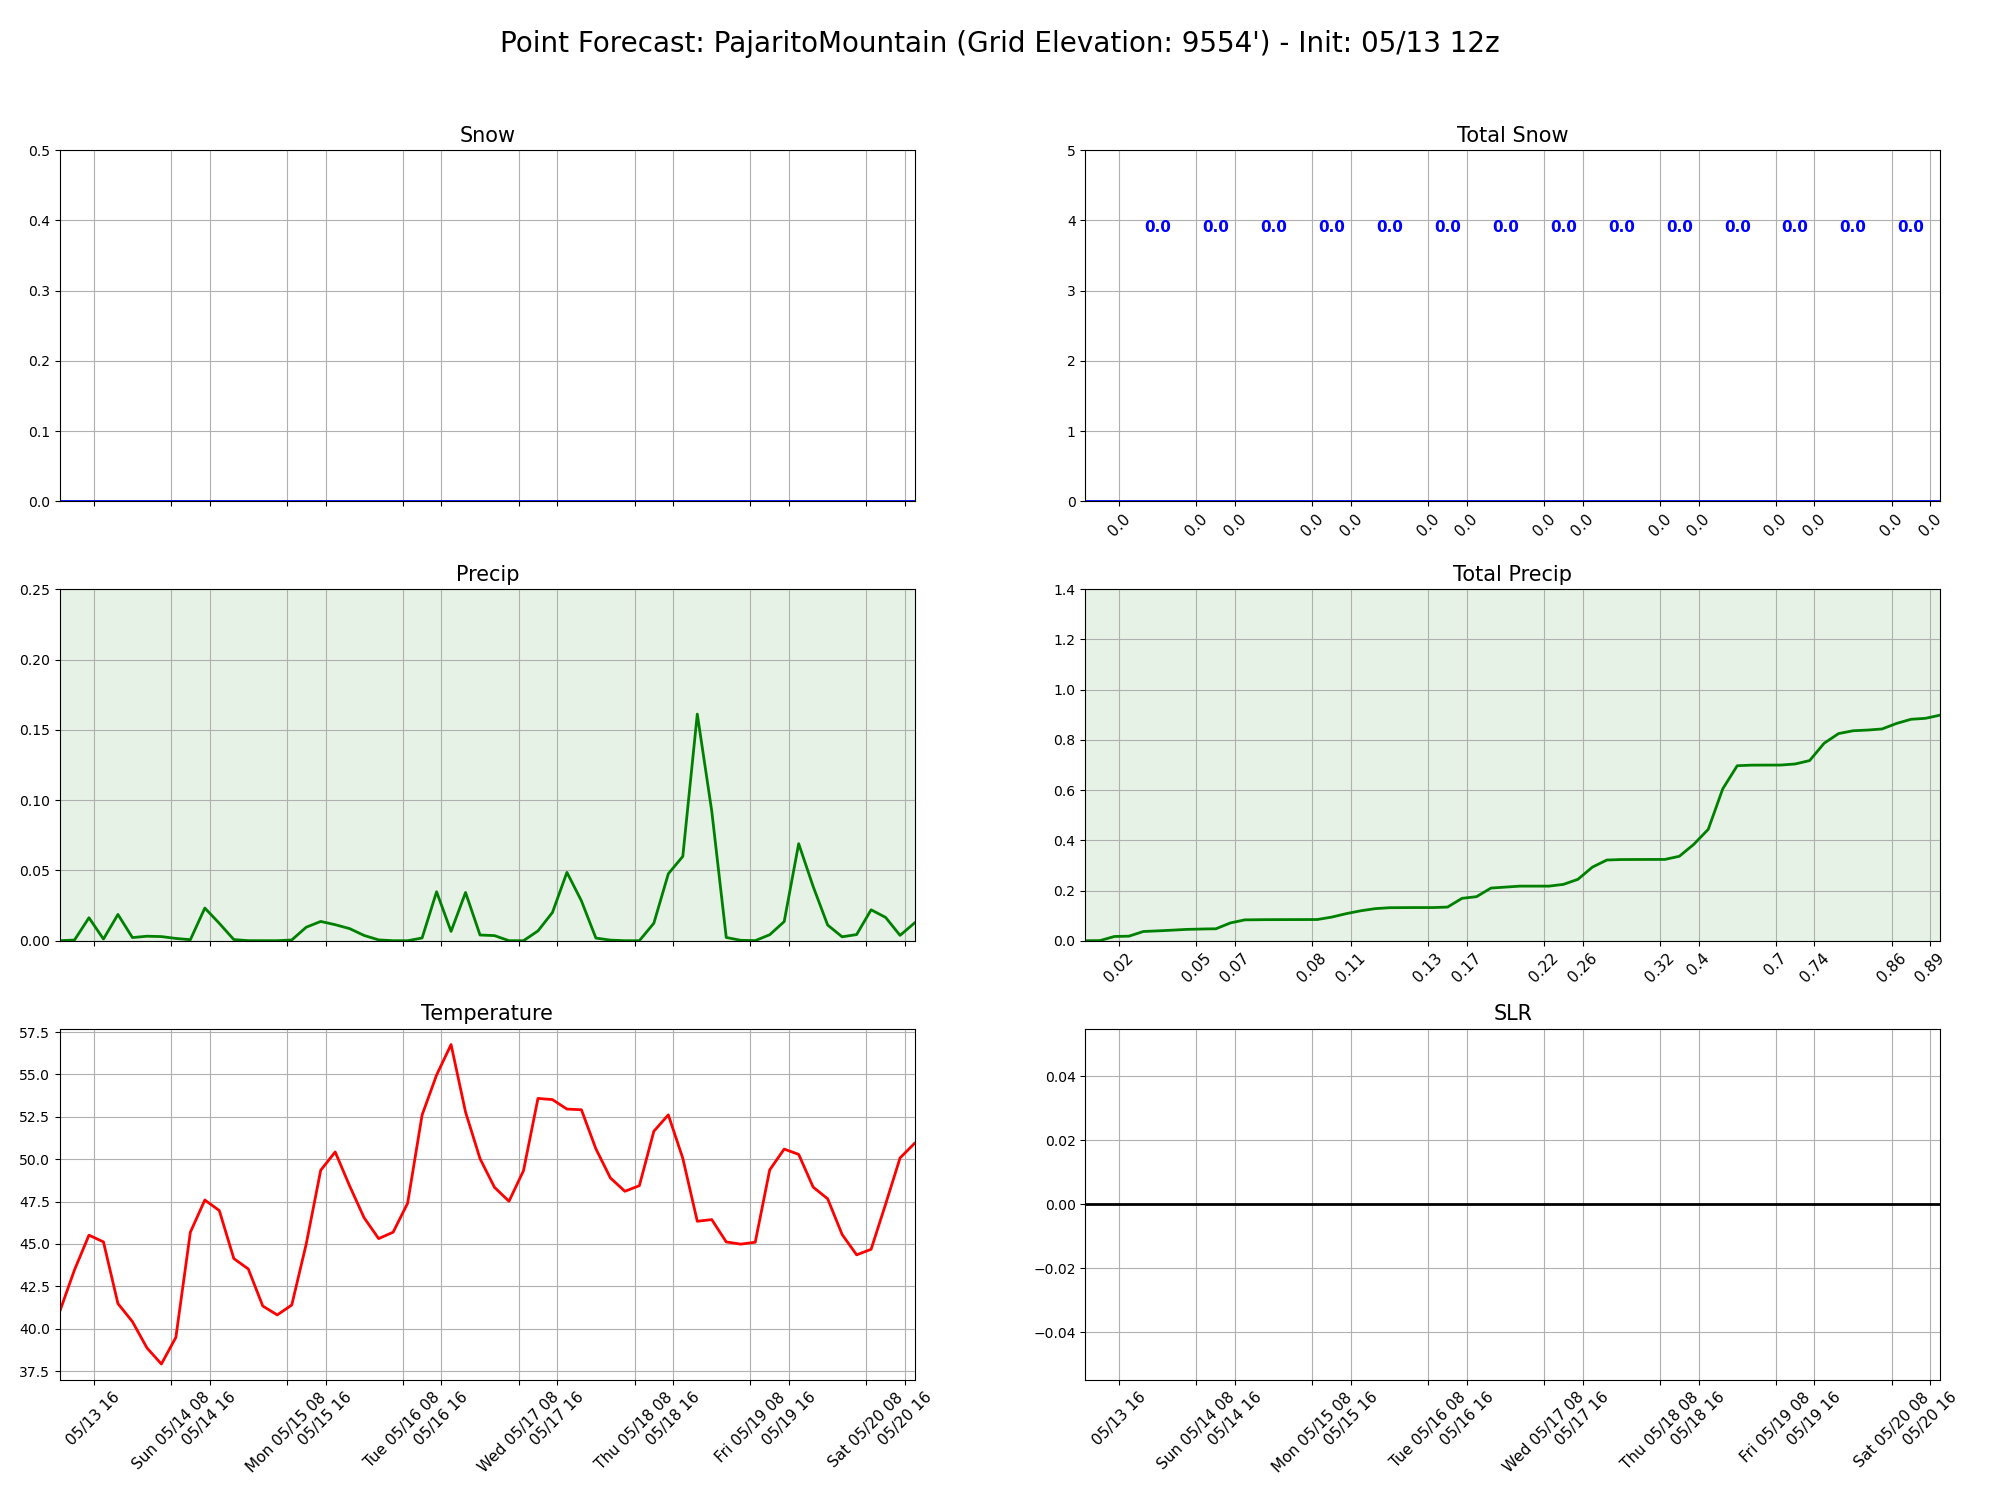 Point Forecast: PajaritoMountain (Grid Elevation: 9554') - Init: 05/13 12z
Snow
0.5
0.4
0.3
0.2
0.1
0.0
Total Snow
5
4
3
2
1
0
0.0 0.0 0.0 0.0 0.0 0.0 0.0 0.0 0.0 0.0 0.0 0.0 0.0 0.0
0.0 0.0 0.0 0.0 0.0 0.0 0.0 0.0 0.0 0.0 0.0 0.0 0.0 0.0 0.0
Precip
0.25
0.20
0.15
0.10
0.05
0.00
Total Precip
1.4
1.2
1.0
0.8
0.6
0.4
0.2
0.0
0.02 0.05 0.07 0.08 0.11 0.13 0.17 0.22 0.26 0.32 0.4 0.7 0.74 0.86 0.89
Temperature
57.5
55.0
52.5
50.0
47.5
45.0
42.5
40.0
37.5
05/13 16
Sun 05/14 08
05/14 16
Mon 05/15 08
05/15 16
Tue 05/16 08
05/16 16
Wed 05/17 08
05/17 16
Thu 05/18 08
05/18 16
Fri 05/19 08
05/19 16
Sat 05/20 08
05/20 16
SLR
0.04
0.02
0.00
−0.02
−0.04
05/13 16
Sun 05/14 08
05/14 16
Mon 05/15 08
05/15 16
Tue 05/16 08
05/16 16
Wed 05/17 08
05/17 16
Thu 05/18 08
05/18 16
Fri 05/19 08
05/19 16
Sat 05/20 08
05/20 16